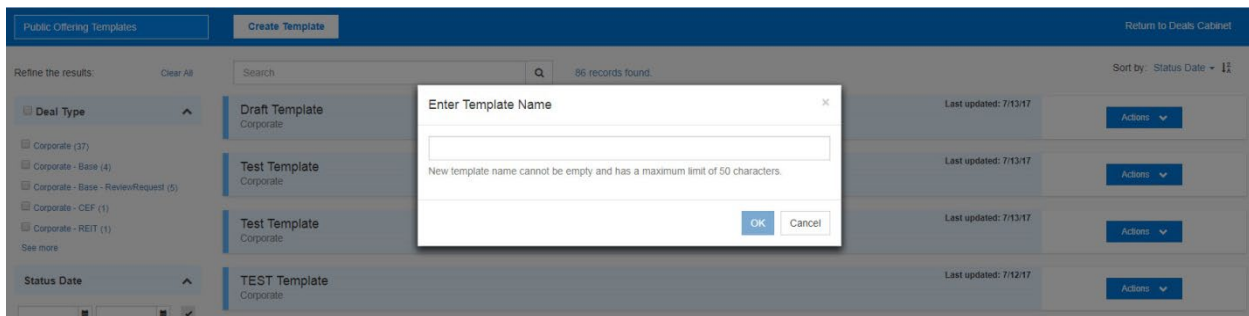 Public Offering Templates
Create Template
Return to Deals Cabinet
Refine the results:
Clear All
Search
86 records found.
Sort by: Status Date
Deal Type
Corporate (37)
Corporate - Base (4)
Corporate - Base - ReviewRequest (5)
Corporate - CEF (1)
Corporate - REIT (1)
See more
Status Date
Draft Template
Corporate
Last updated: 7/13/17
Actions
Test Template
Corporate
Last updated: 7/13/17
Actions
Test Template
Corporate
Last updated: 7/13/17
Actions
TEST Template
Corporate
Last updated: 7/12/17
Actions
Enter Template Name
×
New template name cannot be empty and has a maximum limit of 50 characters.
OK
Cancel